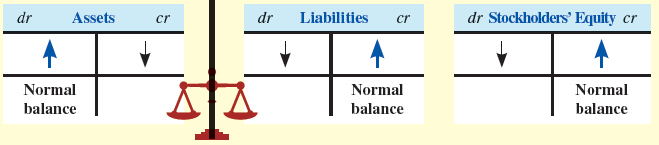 dr Assets cr
dr Liabilities cr
dr Stockholders' Equity cr
Normal
balance
Normal
balance
Normal
balance